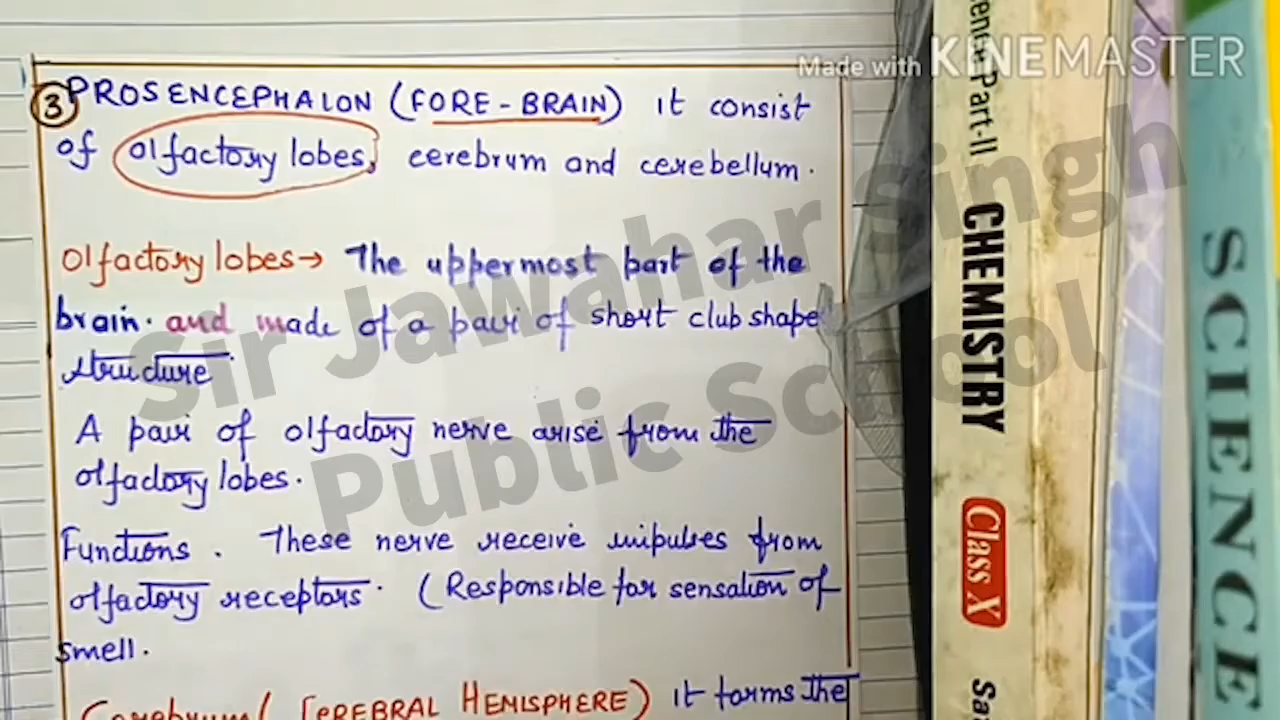 Made with KINEMASTER
③ PROSENCEPHALON (FORE-BRAIN) it consist
of olfactory lobes, cerebrum and cerebellum.
Olfactory lobes→ The uppermost part of the
brain. and made of a pair of short club shape
structure
A pair of olfactory nerve arise from the
olfactory lobes.
Functions. These nerve receive impulses from
olfactory receptors. (Responsible for sensation of
smell.
Cerebrum (CEREBRAL HEMISPHERE) it forms the
Sir Jawahar Singh
Public School
Part-II
CHEMISTRY
Class X
SCIENCE